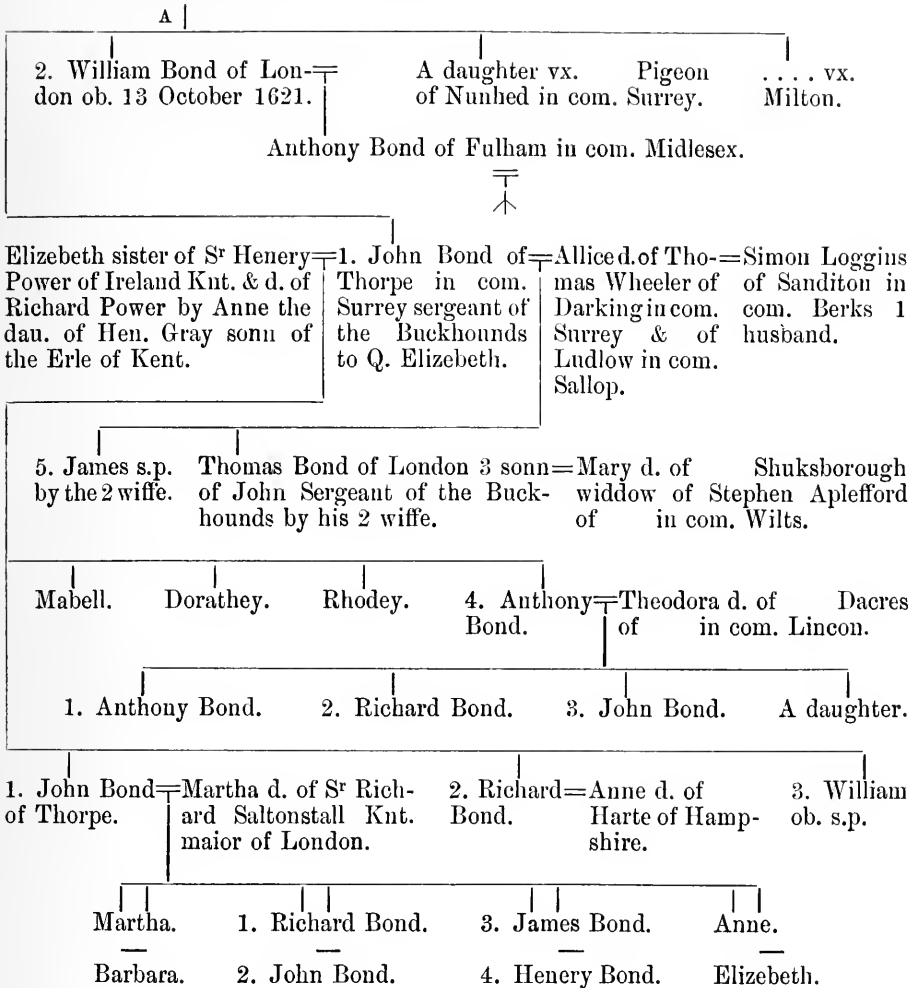 A
2. William Bond of Lon-
don ob. 13 October 1621.
A daughter vx. Pigeon
of Nunhed in com. Surrey.
.... vx.
Milton.
Anthony Bond of Fulham in com. Midlesex.
Elizebeth sister of Sr Henery
Power of Ireland Knt. & d. of
Richard Power by Anne the
dau. of Hen. Gray sonn of
the Erle of Kent.
1. John Bond of
Thorpe in com.
Surrey sergeant of
the Buckhounds
to Q. Elizebeth.
Allice d. of Tho-
mas Wheeler of
Darking in com.
Surrey & of
Ludlow in com.
Sallop.
Simon Loggins
of Sanditon in
com. Berks 1
husband.
5. James s.p.
by the 2 wiffe.
Thomas Bond of London 3 sonn
of John Sergeant of the Buck-
hounds by his 2 wiffe.
Mary d. of Shuksborough
widdow of Stephen Aplefford
of in com. Wilts.
Mabell.
Dorathey.
Rhodey.
4. Anthony
Bond.
Theodora d. of Dacres
of in com. Lincon.
1. Anthony Bond.
2. Richard Bond.
3. John Bond.
A daughter.
1. John Bond
of Thorpe.
Martha d. of Sr Rich-
ard Saltonstall Knt.
maior of London.
2. Richard
Bond.
Anne d. of
Harte of Hamp-
shire.
3. William
ob. s.p.
Martha.
1. Richard Bond.
3. James Bond.
Anne.
Barbara.
2. John Bond.
4. Henery Bond.
Elizebeth.